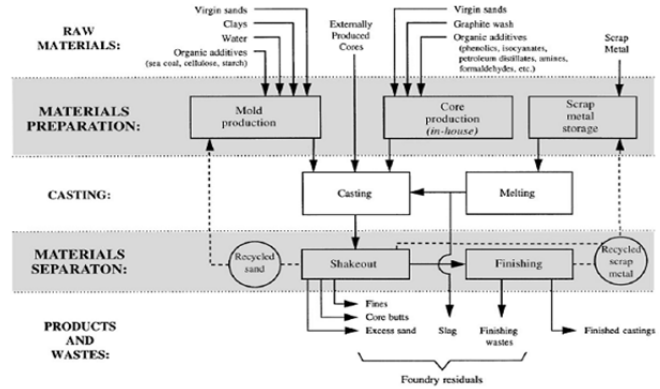 RAW
MATERIALS:
Virgin sands
Clays
Water
Organic additives
(sea coal, cellulose, starch)
Externally
Produced
Cores
Virgin sands
Graphite wash
Organic additives
(phenolics, isocyanates,
petroleum distillates, amines,
formaldehydes, etc.)
Scrap
Metal
MATERIALS
PREPARATION:
Mold
production
Core
production
(in-house)
Scrap
metal
storage
CASTING:
Casting
Melting
MATERIALS
SEPARATON:
Recycled
sand
Shakeout
Finishing
Recycled
scrap
metal
PRODUCTS
AND
WASTES:
Fines
Core butts
Excess sand
Slag
Finishing
wastes
Finished castings
Foundry residuals